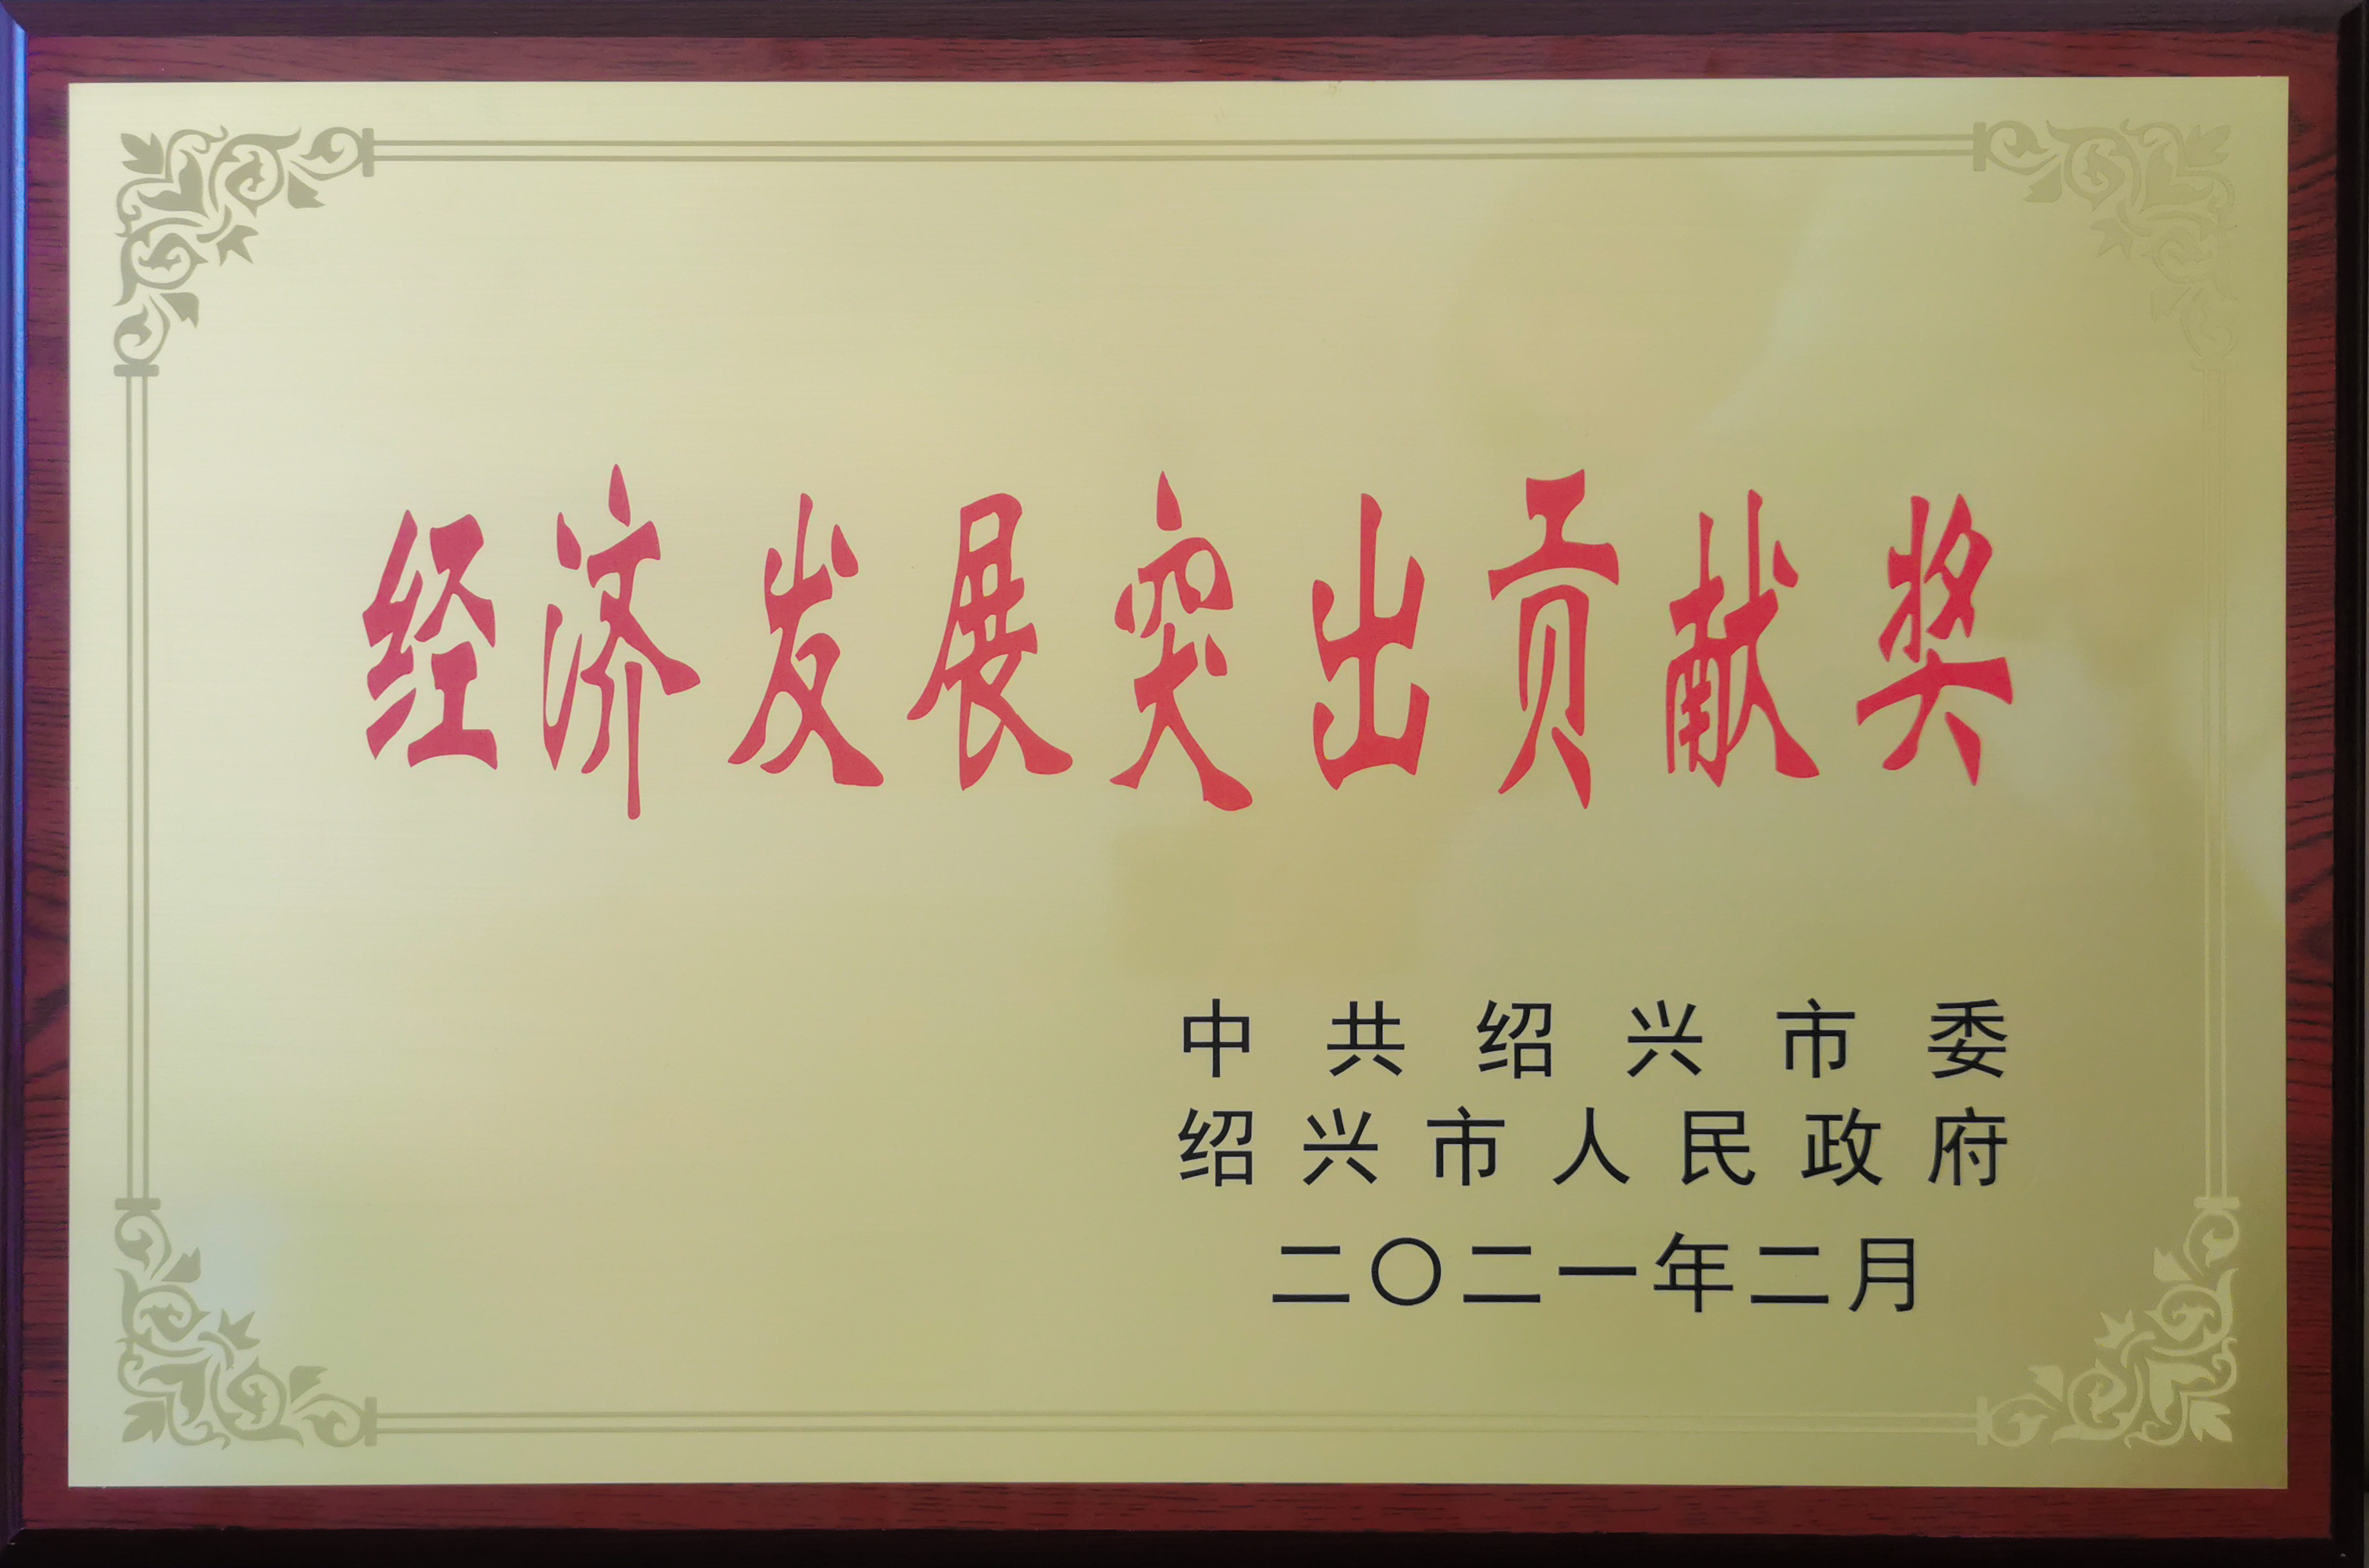 经济发展突出贡献奖
中共绍兴市委
绍兴市人民政府
二〇二一年二月